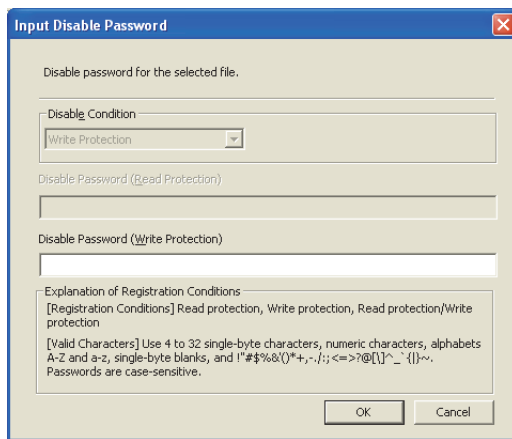 Input Disable Password
Disable password for the selected file.
Disable Condition
Write Protection
Disable Password (Read Protection)
Disable Password (Write Protection)
Explanation of Registration Conditions
[Registration Conditions] Read protection, Write protection, Read protection/Write
protection
[Valid Characters] Use 4 to 32 single-byte characters, numeric characters, alphabets
A-Z and a-z, single-byte blanks, and !"#$%&'()*+,-./:;<=>?@[\]^_`{|}~.
Passwords are case-sensitive.
OK Cancel